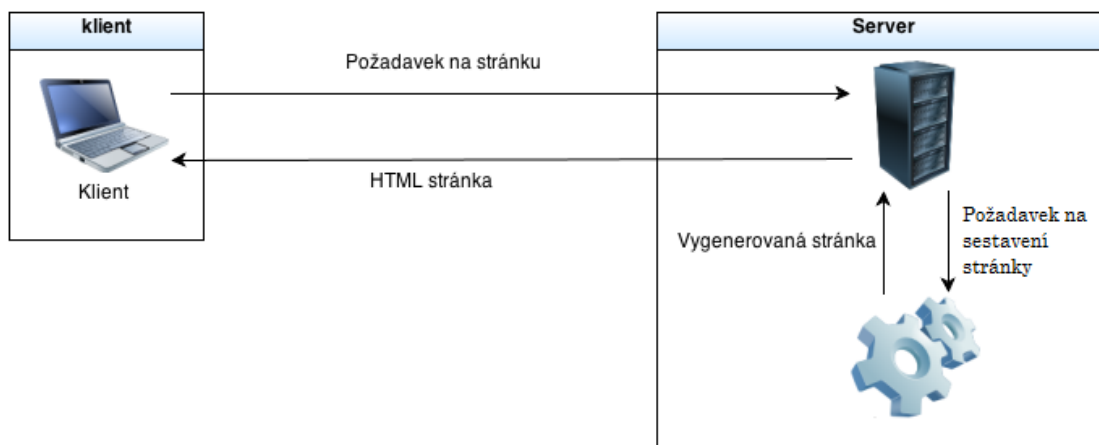 klient
Server
Požadavek na stránku
HTML stránka
Klient
Vygenerovaná stránka
Požadavek na
sestavení
stránky